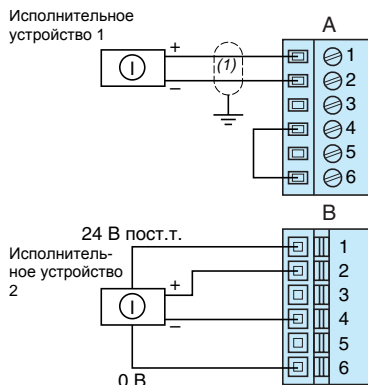 Исполнительное
устройство 1
A
+
I
(1)
–
1
2
3
4
5
6
B
24 В пост.т.
Исполнитель-
ное устройство
2
+
I
–
0 В
1
2
3
4
5
6